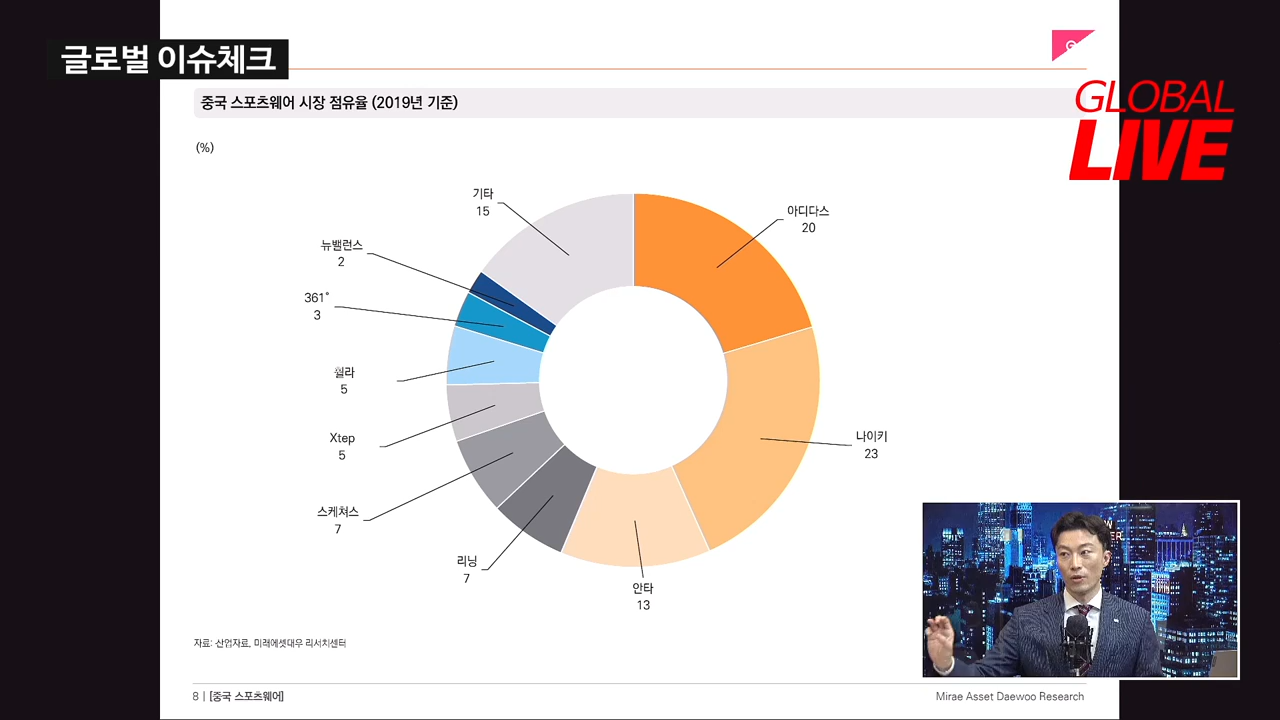 글로벌 이슈체크
GLOBAL
LIVE
중국 스포츠웨어 시장 점유율 (2019년 기준)
(%)
기타
15
아디다스
20
뉴밸런스
2
361°
3
휠라
5
나이키
23
Xtep
5
스케쳐스
7
리닝
7
안타
13
자료: 산업자료, 미래에셋대우 리서치센터
8 | [중국 스포츠웨어]
Mirae Asset Daewoo Research